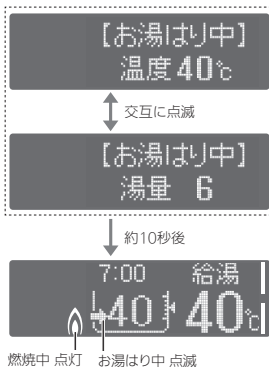 【お湯はり中】
温度40℃
交互に点滅
【お湯はり中】
湯量 6
約10秒後
7:00 給湯
40 40℃
燃焼中 点灯 お湯はり中 点滅